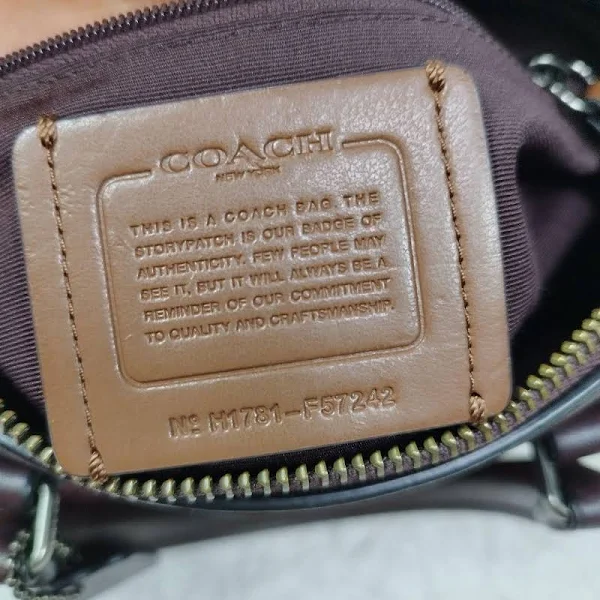 COACH
NEW YORK
THIS IS A COACH BAG. THE
STORYPATCH IS OUR BADGE OF
AUTHENTICITY. FEW PEOPLE MAY
SEE IT, BUT IT WILL ALWAYS BE A
REMINDER OF OUR COMMITMENT
TO QUALITY AND CRAFTSMANSHIP.
Nº H1781-F57242